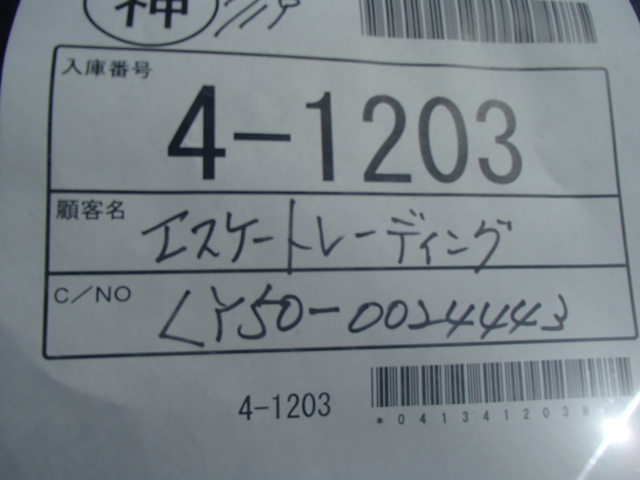 神
入庫番号
4-1203
顧客名
エスケートレーディング
C/NO
LY50-0024443
4-1203
*041341203N